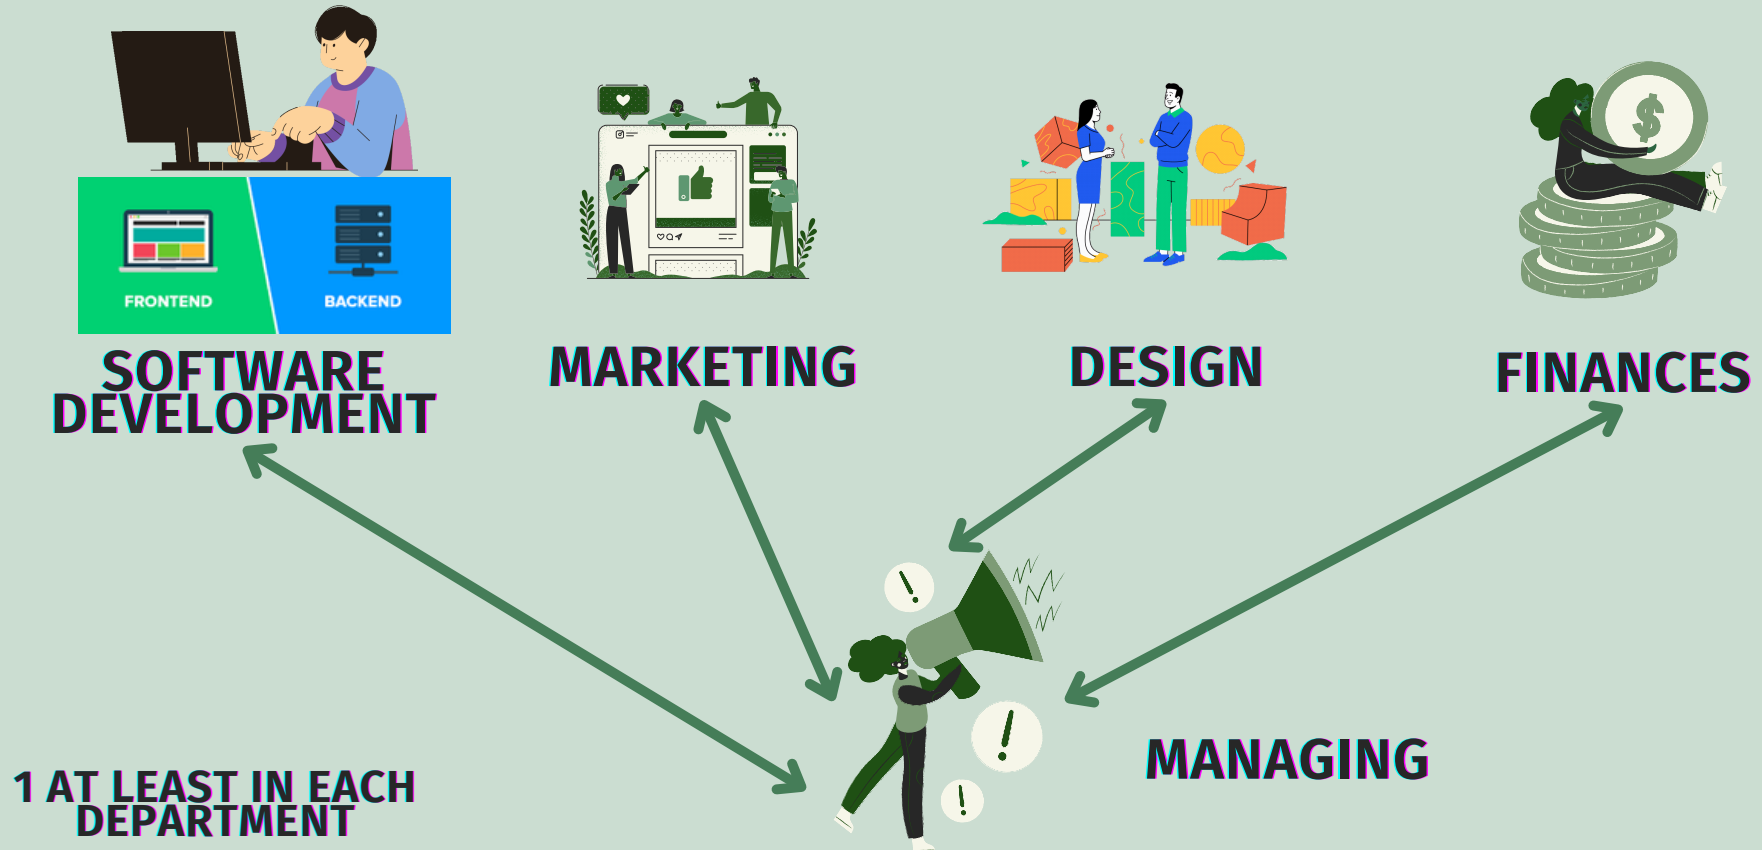 FRONTEND
BACKEND
SOFTWARE
DEVELOPMENT
MARKETING
DESIGN
$
FINANCES
!
!
!
MANAGING
1 AT LEAST IN EACH
DEPARTMENT